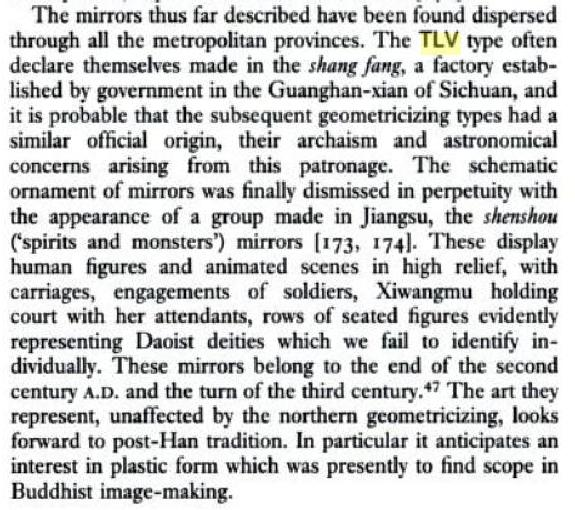 The mirrors thus far described have been found dispersed
through all the metropolitan provinces. The TLV type often
declare themselves made in the shang fang, a factory estab-
lished by government in the Guanghan-xian of Sichuan, and
it is probable that the subsequent geometricizing types had a
similar official origin, their archaism and astronomical
concerns arising from this patronage. The schematic
ornament of mirrors was finally dismissed in perpetuity with
the appearance of a group made in Jiangsu, the shenshou
(‘spirits and monsters’) mirrors [173, 174]. These display
human figures and animated scenes in high relief, with
carriages, engagements of soldiers, Xiwangmu holding
court with her attendants, rows of seated figures evidently
representing Daoist deities which we fail to identify in-
dividually. These mirrors belong to the end of the second
century A.D. and the turn of the third century.⁴⁷ The art they
represent, unaffected by the northern geometricizing, looks
forward to post-Han tradition. In particular it anticipates an
interest in plastic form which was presently to find scope in
Buddhist image-making.